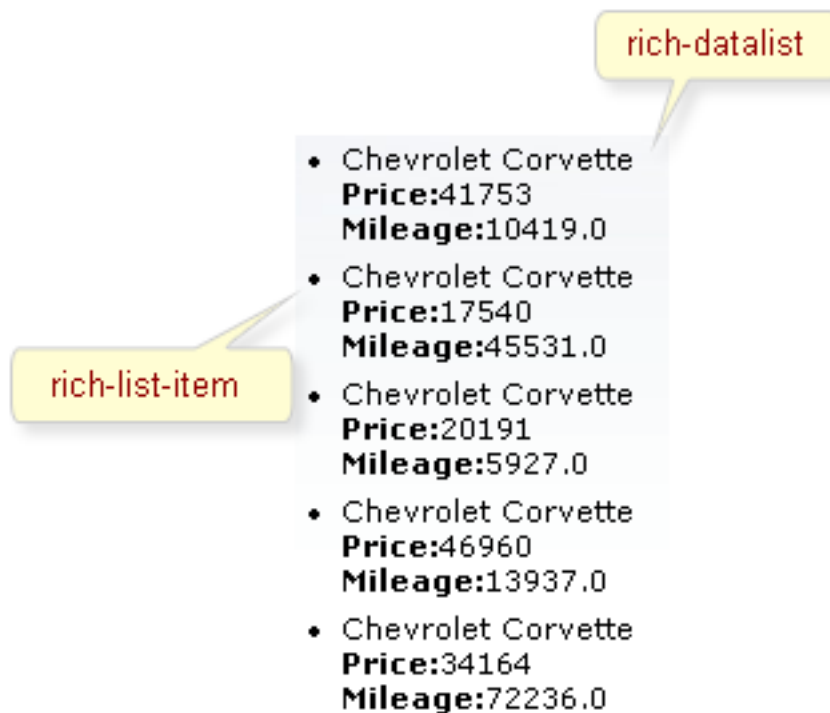 rich-datalist
• Chevrolet Corvette
Price:41753
Mileage:10419.0
• Chevrolet Corvette
Price:17540
Mileage:45531.0
rich-list-item
• Chevrolet Corvette
Price:20191
Mileage:5927.0
• Chevrolet Corvette
Price:46960
Mileage:13937.0
• Chevrolet Corvette
Price:34164
Mileage:72236.0